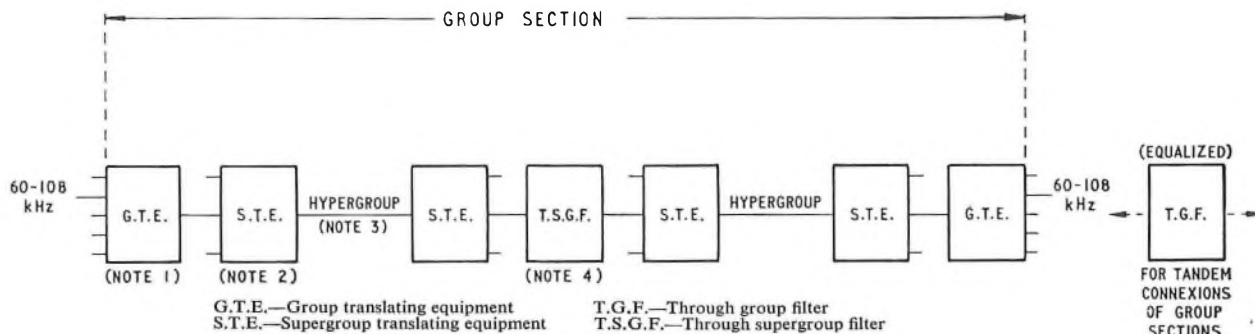 GROUP SECTION
60-108
kHz
G.T.E.
(NOTE 1)
S.T.E.
(NOTE 2)
HYPERGROUP
(NOTE 3)
S.T.E.
T.S.G.F.
(NOTE 4)
S.T.E.
HYPERGROUP
S.T.E.
G.T.E.
60-108
kHz
(EQUALIZED)
T.G.F.
FOR TANDEM
CONNEXIONS
OF GROUP
SECTIONS
G.T.E.—Group translating equipment
S.T.E.—Supergroup translating equipment
T.G.F.—Through group filter
T.S.G.F.—Through supergroup filter